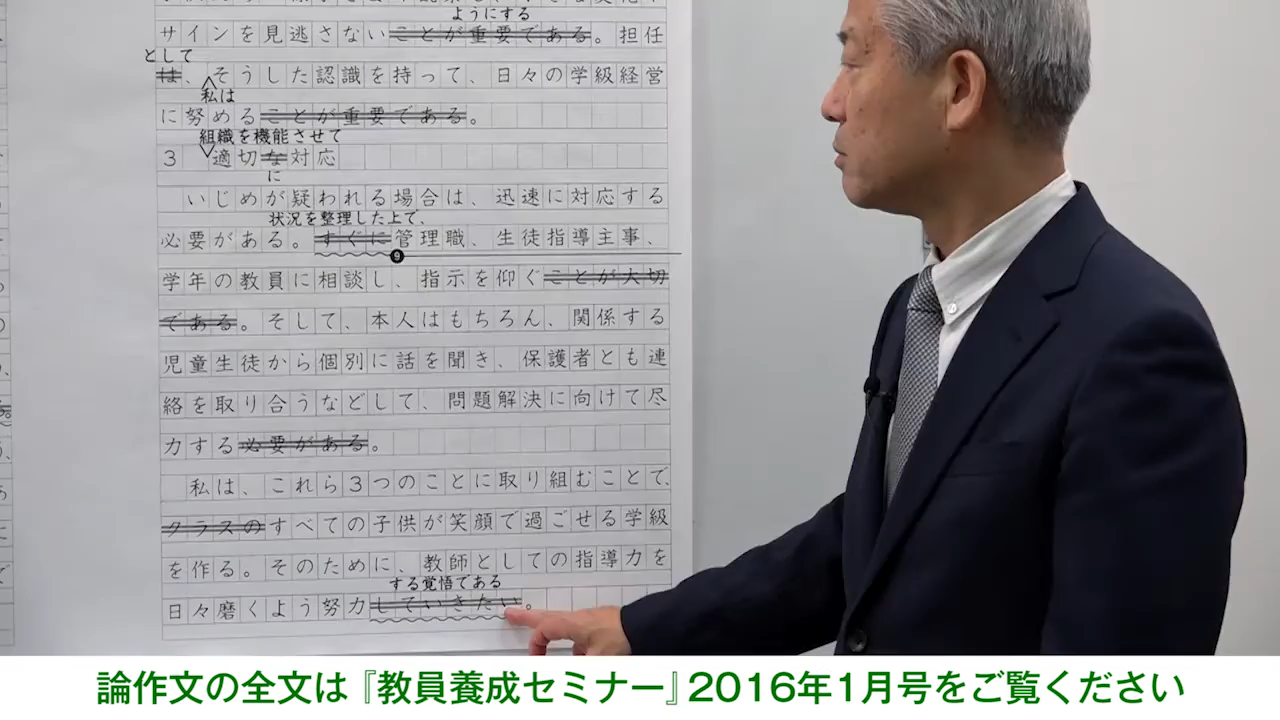 ようにする
サインを見逃さないことが重要である。担任
として
は、そうした認識を持って、日々の学級経営
私は
に努めることが重要である。
組織を機能させて
3 適切な対応
に
いじめが疑われる場合は、迅速に対応する
状況を整理した上で、
必要がある。すぐに管理職、生徒指導主事、
9
学年の教員に相談し、指示を仰ぐことが大切
である。そして、本人はもちろん、関係する
児童生徒から個別に話を聞き、保護者とも連
絡を取り合うなどして、問題解決に向けて尽
力する必要がある。
私は、これら3つのことに取り組むことで、
クラスのすべての子供が笑顔で過ごせる学級
を作る。そのために、教師としての指導力を
する覚悟である
日々磨くよう努力していきたい。
論作文の全文は『教員養成セミナー』2016年1月号をご覧ください